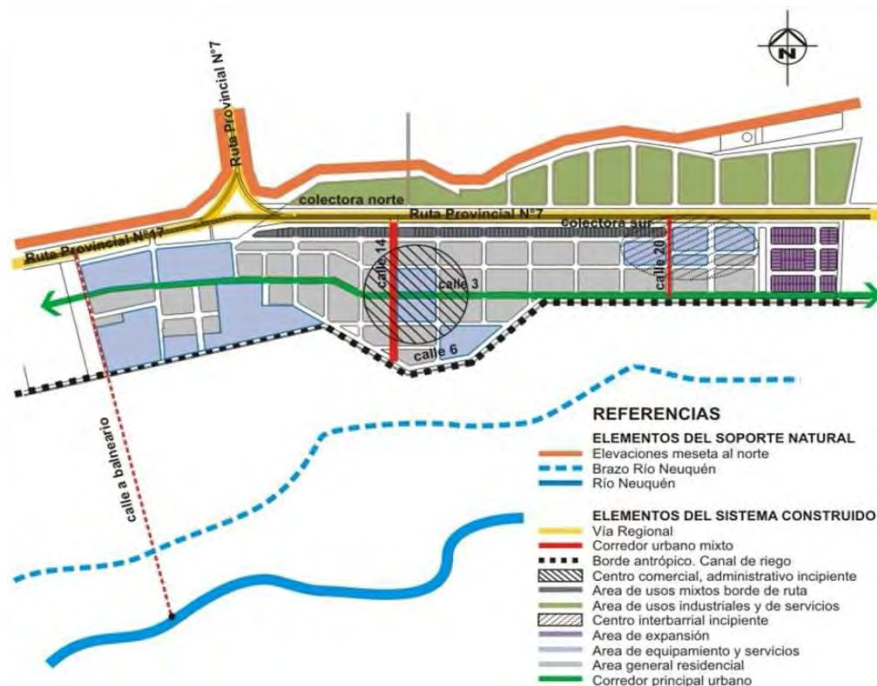 N
Ruta Provincial N°7
colectora norte
Ruta Provincial N°7
colectora sur
Ruta Provincial N°17
calle 14
calle 20
calle 3
calle 6
calle a balneario
REFERENCIAS
ELEMENTOS DEL SOPORTE NATURAL
Elevaciones meseta al norte
Brazo Río Neuquén
Río Neuquén
ELEMENTOS DEL SISTEMA CONSTRUIDO
Vía Regional
Corredor urbano mixto
Borde antrópico. Canal de riego
Centro comercial, administrativo incipiente
Area de usos mixtos borde de ruta
Area de usos industriales y de servicios
Centro interbarrial incipiente
Area de expansión
Area de equipamiento y servicios
Area general residencial
Corredor principal urbano